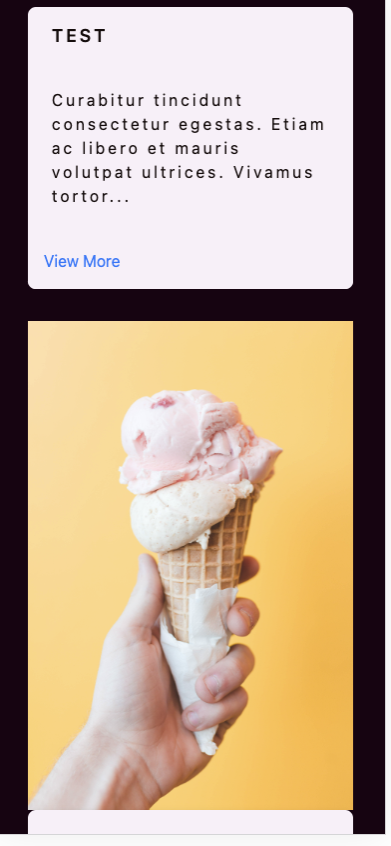 TEST
Curabitur tincidunt
consectetur egestas. Etiam
ac libero et mauris
volutpat ultrices. Vivamus
tortor...
View More